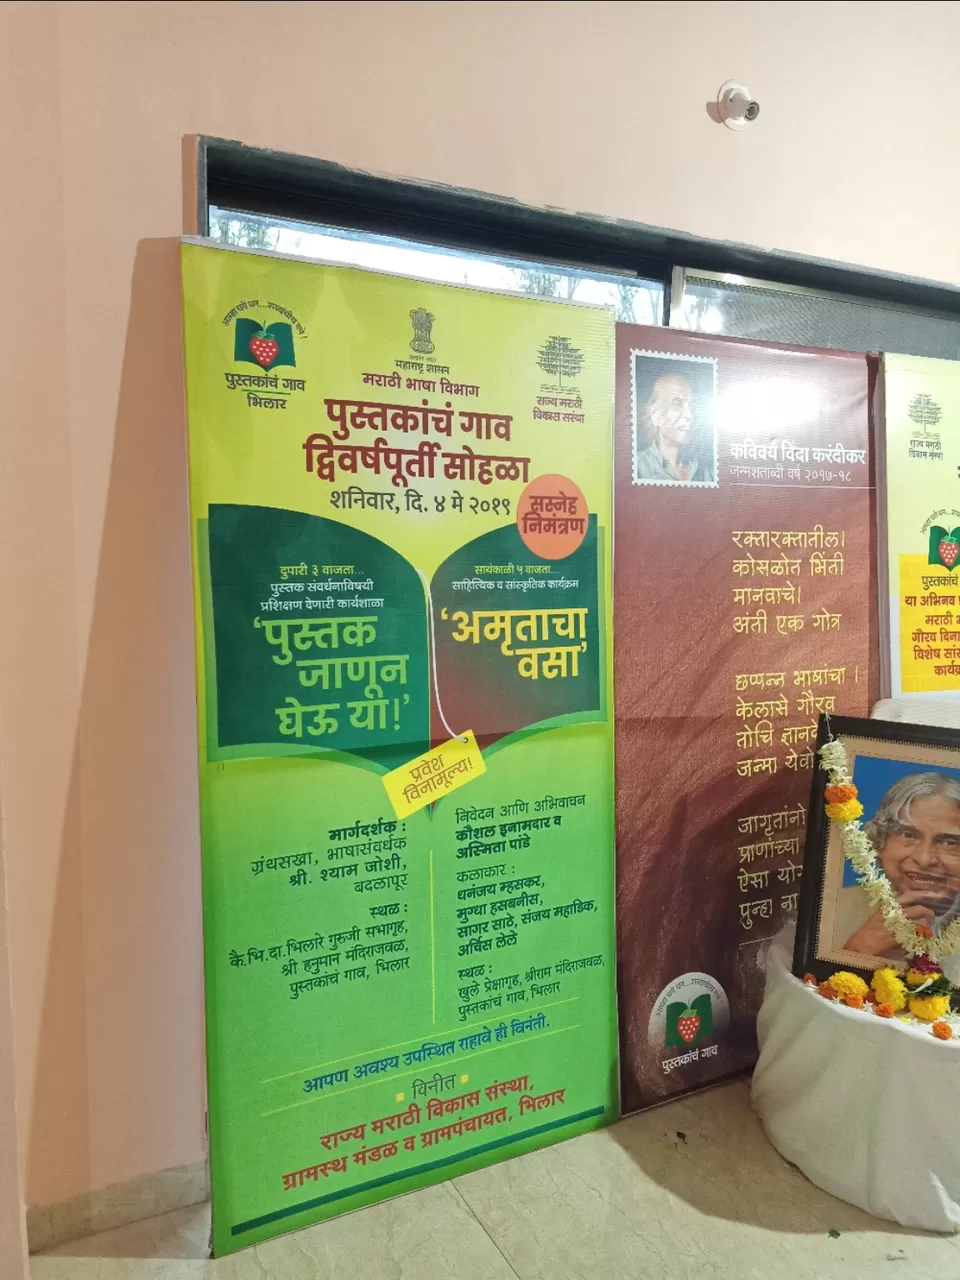 आम्हा घरी धन...शब्दांचीच रत्ने !
पुस्तकांचं गाव
भिलार
महाराष्ट्र शासन
मराठी भाषा विभाग
राज्य मराठी
विकास संस्था
पुस्तकांचं गाव
द्विवर्षपूर्ती सोहळा
शनिवार, दि. ४ मे २०१९
सस्नेह
निमंत्रण
दुपारी ३ वाजता...
पुस्तक संवर्धनाविषयी
प्रशिक्षण देणारी कार्यशाळा
'पुस्तक
जाणून
घेऊ या!'
सायंकाळी ५ वाजता...
साहित्यिक व सांस्कृतिक कार्यक्रम
'अमृताचा
वसा'
प्रवेश
विनामूल्य!
मार्गदर्शक :
ग्रंथसखा, भाषासंवर्धक
श्री. श्याम जोशी,
बदलापूर
स्थळ :
कै.भि.दा.भिलारे गुरुजी सभागृह,
श्री हनुमान मंदिराजवळ,
पुस्तकांचं गाव, भिलार
निवेदन आणि अभिवाचन
कौशल इनामदार व
अस्मिता पांडे
कलाकार :
धनंजय म्हसकर,
मुग्धा हसबनीस,
सागर साठे, संजय महाडिक,
अर्चिस लेले
स्थळ :
खुले प्रेक्षागृह, श्रीराम मंदिराजवळ,
पुस्तकांचं गाव, भिलार
आपण अवश्य उपस्थित राहावे ही विनंती.
विनीत
राज्य मराठी विकास संस्था,
ग्रामस्थ मंडळ व ग्रामपंचायत, भिलार
कविवर्य विंदा करंदीकर
जन्मशताब्दी वर्ष २०१७-१८
रक्तारक्तातील।
कोसळोत भिंती
मानवाचे।
अंती एक गोत्र
छप्पन्न भाषांचा ।
केलासे गौरव
तोचि ज्ञानदे
जन्मा येवो
जागृतांनो
प्राणांच्या
ऐसा योग
पुन्हा ना
पुस्तकांचं गाव
राज्य मराठी
विकास संस्था
पुस्तकांचं
या अभिनव
मराठी
गौरव दिना
विशेष सांस
कार्यक्र